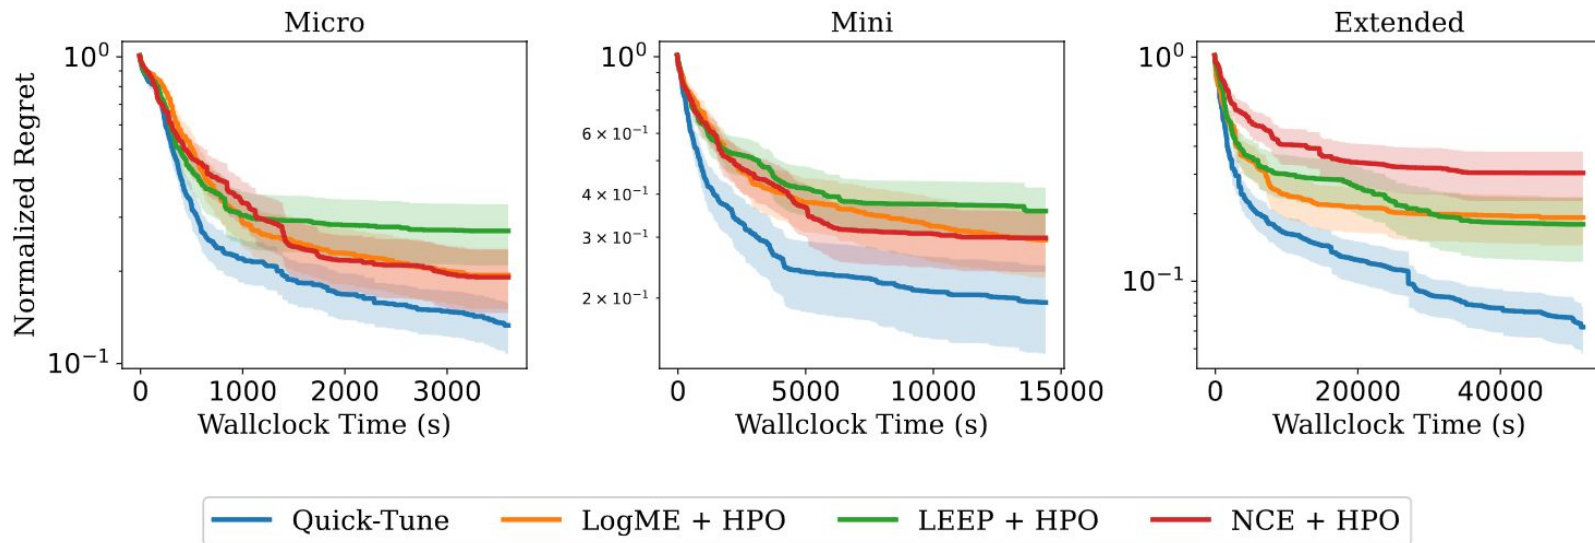 Micro
Mini
Extended
Normalized Regret
10⁰
10⁻¹
0 1000 2000 3000
Wallclock Time (s)
10⁰
6 × 10⁻¹
4 × 10⁻¹
3 × 10⁻¹
2 × 10⁻¹
0 5000 10000 15000
Wallclock Time (s)
10⁰
10⁻¹
0 20000 40000
Wallclock Time (s)
Quick-Tune LogME + HPO LEEP + HPO NCE + HPO